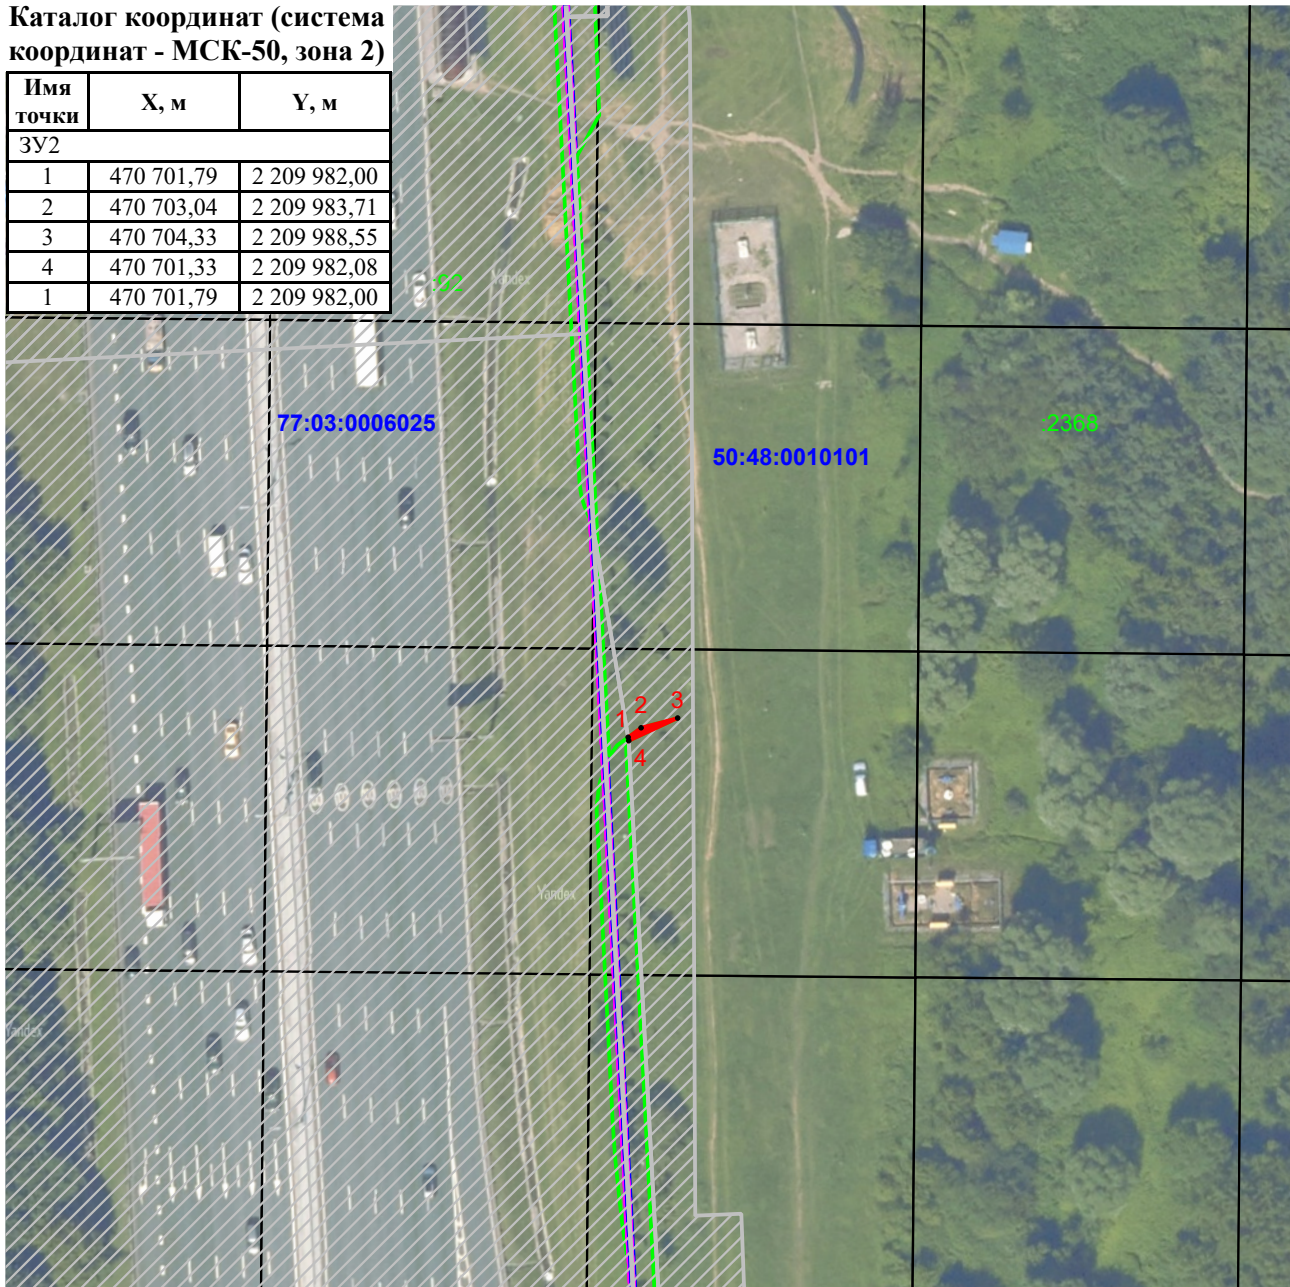 Каталог координат (система
координат - МСК-50, зона 2)
Имя точки X, м Y, м
ЗУ2
1 470 701,79 2 209 982,00
2 470 703,04 2 209 983,71
3 470 704,33 2 209 988,55
4 470 701,33 2 209 982,08
1 470 701,79 2 209 982,00
:92
Yandex
77:03:0006025
:2368
50:48:0010101
3
2
1
4
Yandex
Yandex